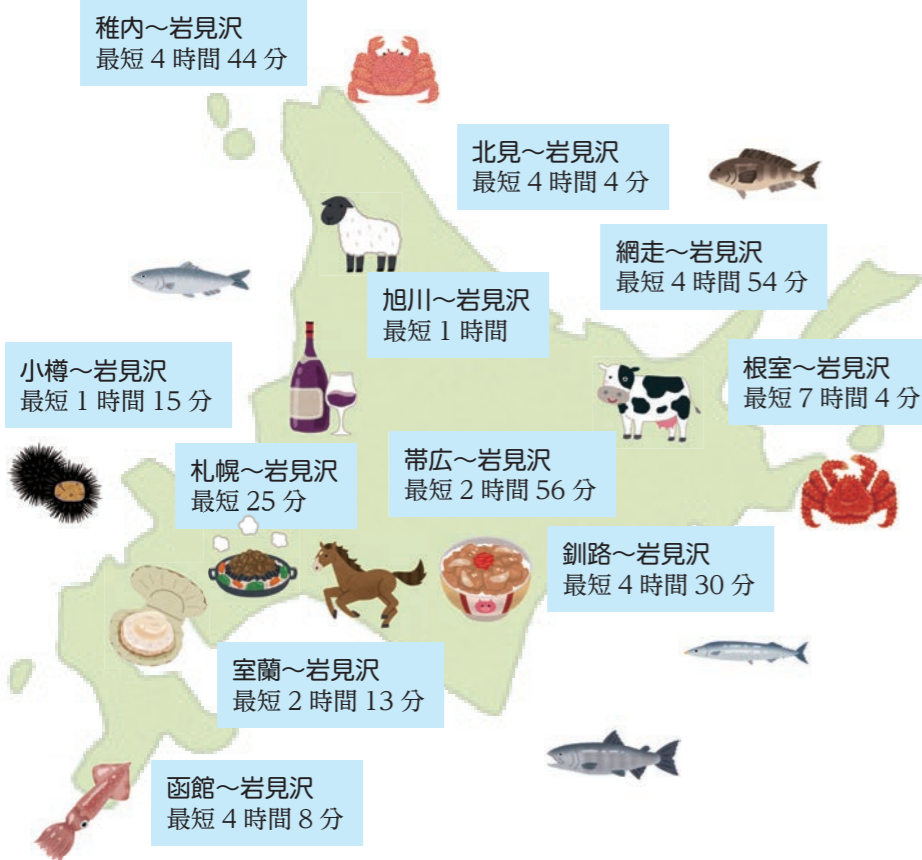 稚内~岩見沢
最短 4 時間 44 分
北見~岩見沢
最短 4 時間 4 分
網走~岩見沢
最短 4 時間 54 分
旭川~岩見沢
最短 1 時間
小樽~岩見沢
最短 1 時間 15 分
根室~岩見沢
最短 7 時間 4 分
札幌~岩見沢
最短 25 分
帯広~岩見沢
最短 2 時間 56 分
釧路~岩見沢
最短 4 時間 30 分
室蘭~岩見沢
最短 2 時間 13 分
函館~岩見沢
最短 4 時間 8 分